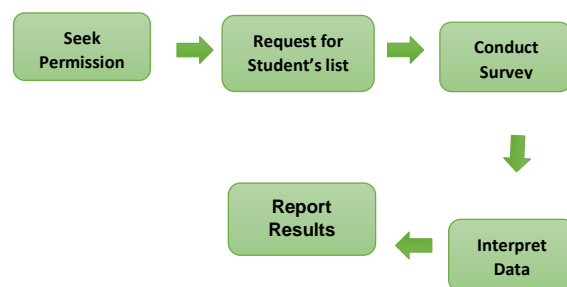 Seek
Permission
Request for
Student's list
Conduct
Survey
Report
Results
Interpret
Data